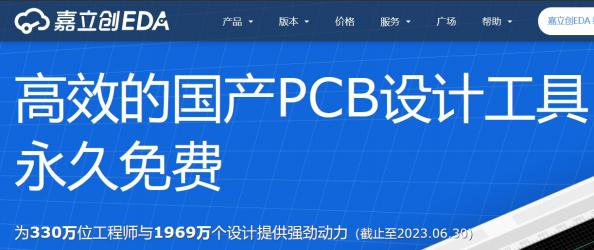 嘉立创EDA 产品 版本 价格 服务 广场 帮助 嘉立创EDA
高效的国产PCB设计工具
永久免费
为330万位工程师与1969万个设计提供强劲动力（截止至2023.06.30）